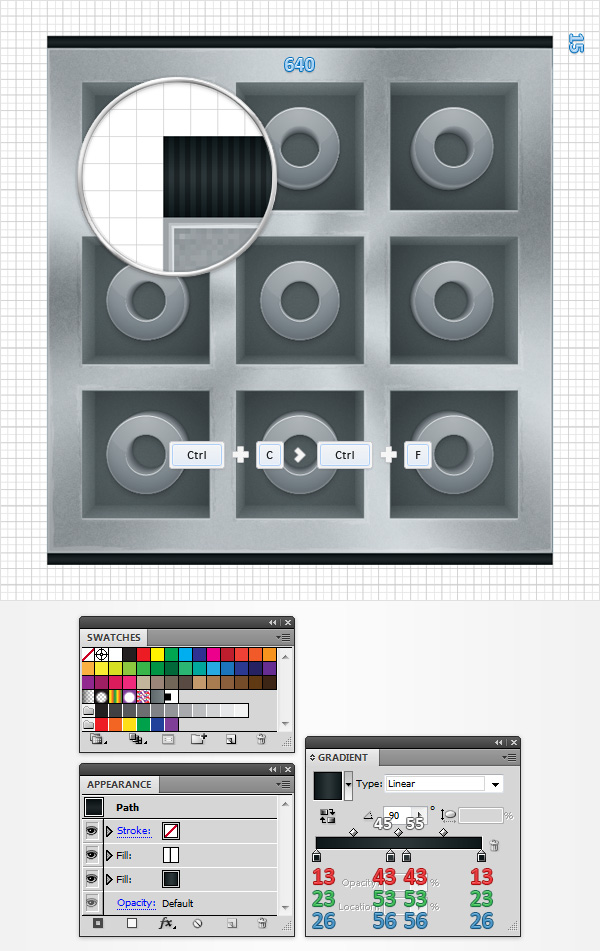 15
640
Ctrl + C > Ctrl + F
SWATCHES
APPEARANCE
Path
Stroke:
Fill:
Fill:
Opacity: Default
fx
GRADIENT
Type: Linear
90 °
%
45 55
Opacity %
Location: %
13 43 43 13
23 53 53 23
26 56 56 26